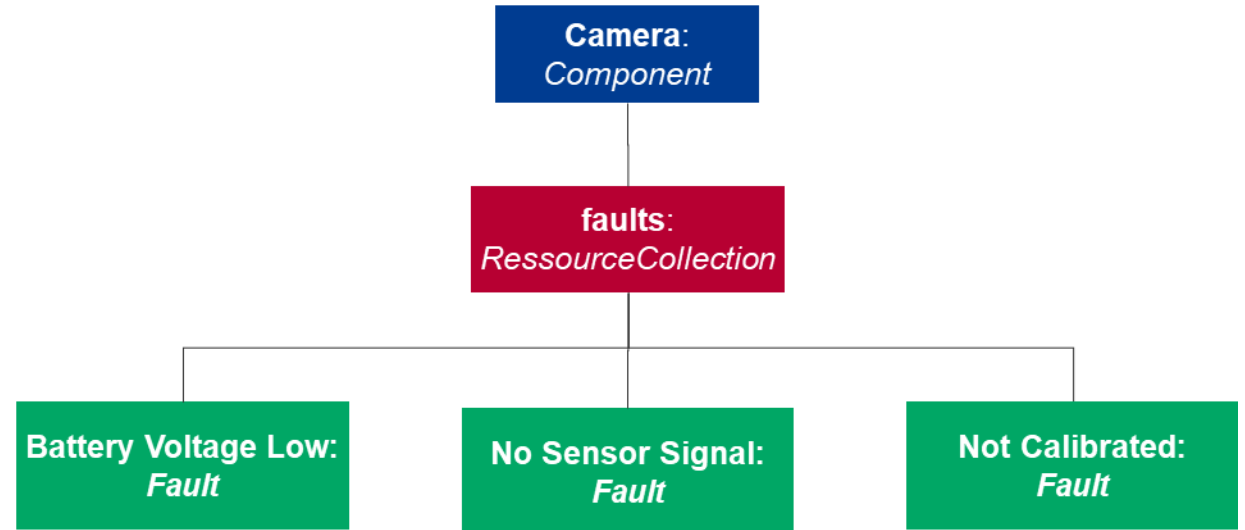 Camera:
Component
faults:
RessourceCollection
Battery Voltage Low:
Fault
No Sensor Signal:
Fault
Not Calibrated:
Fault